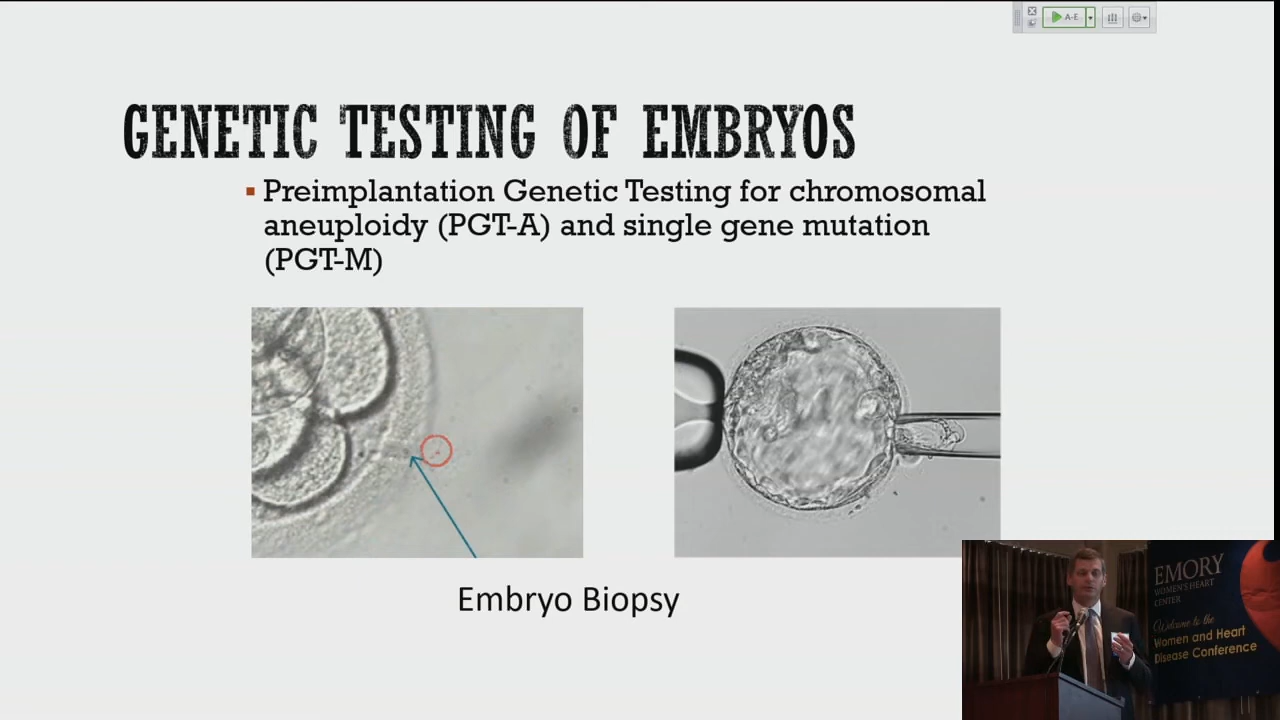 A-E
GENETIC TESTING OF EMBRYOS
Preimplantation Genetic Testing for chromosomal
aneuploidy (PGT-A) and single gene mutation
(PGT-M)
Embryo Biopsy
EMORY
WOMEN'S HEART
CENTER
Welcome to the
Women and Heart
Disease Conference